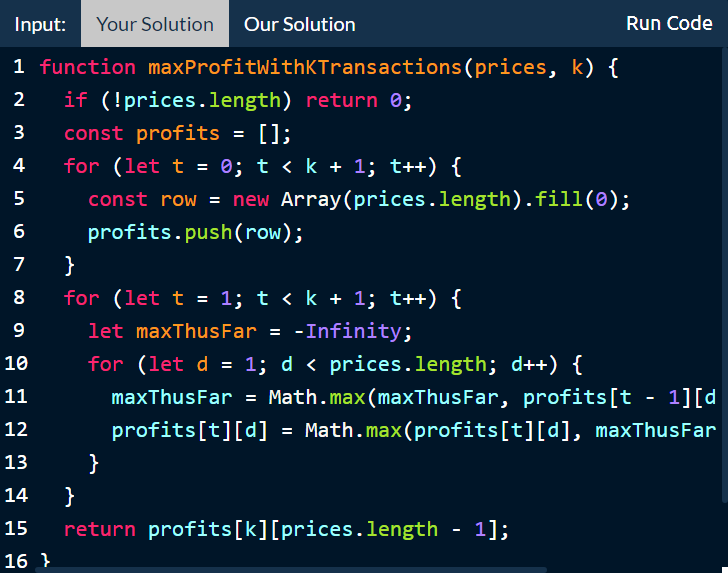 Input: Your Solution Our Solution Run Code
1 function maxProfitWithKTransactions(prices, k) {
2 if (!prices.length) return 0;
3 const profits = [];
4 for (let t = 0; t < k + 1; t++) {
5 const row = new Array(prices.length).fill(0);
6 profits.push(row);
7 }
8 for (let t = 1; t < k + 1; t++) {
9 let maxThusFar = -Infinity;
10 for (let d = 1; d < prices.length; d++) {
11 maxThusFar = Math.max(maxThusFar, profits[t - 1][d
12 profits[t][d] = Math.max(profits[t][d], maxThusFar
13 }
14 }
15 return profits[k][prices.length - 1];
16 }